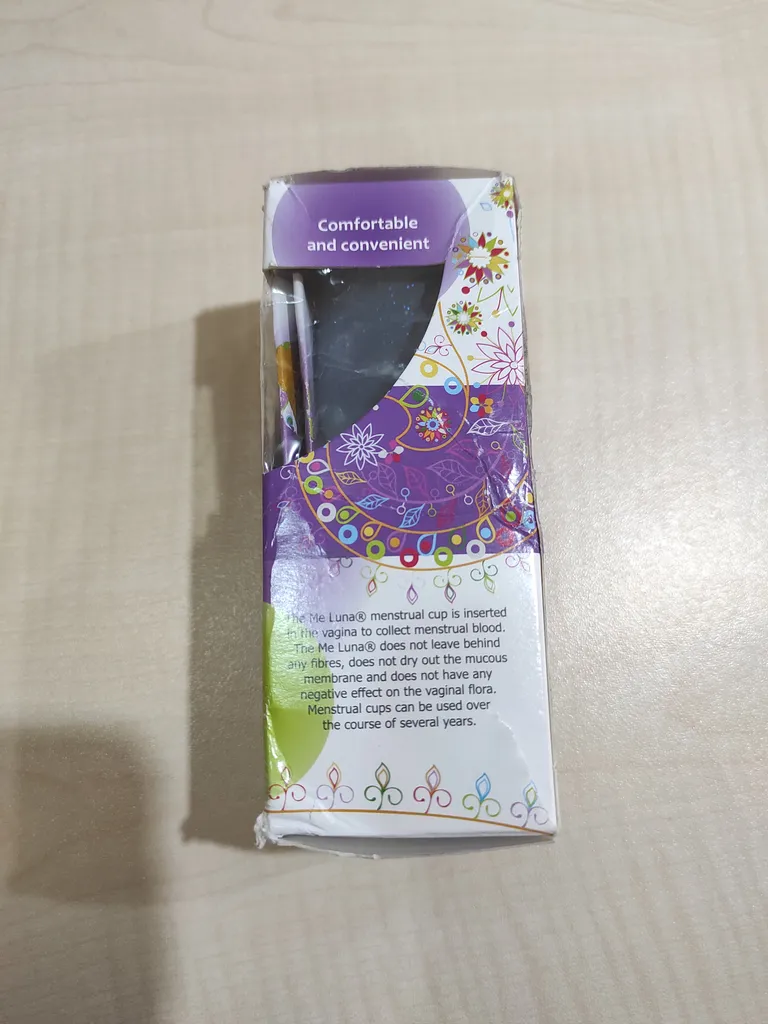 Comfortable
and convenient
The Me Luna® menstrual cup is inserted
in the vagina to collect menstrual blood.
The Me Luna® does not leave behind
any fibres, does not dry out the mucous
membrane and does not have any
negative effect on the vaginal flora.
Menstrual cups can be used over
the course of several years.